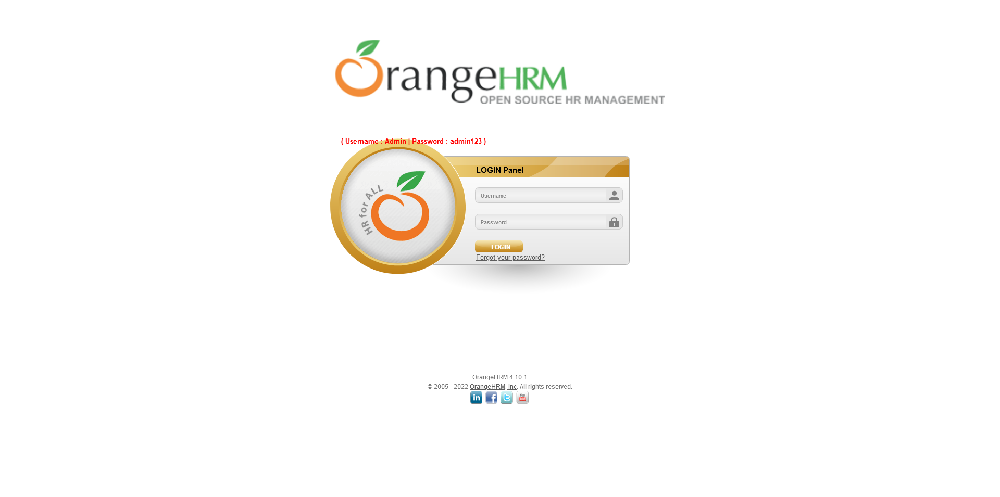 OrangeHRM
OPEN SOURCE HR MANAGEMENT
( Username : Admin | Password : admin123 )
HR for ALL
LOGIN Panel
Username
Password
LOGIN
Forgot your password?
OrangeHRM 4.10.1
© 2005 - 2022 OrangeHRM, Inc. All rights reserved.
in f t You Tube